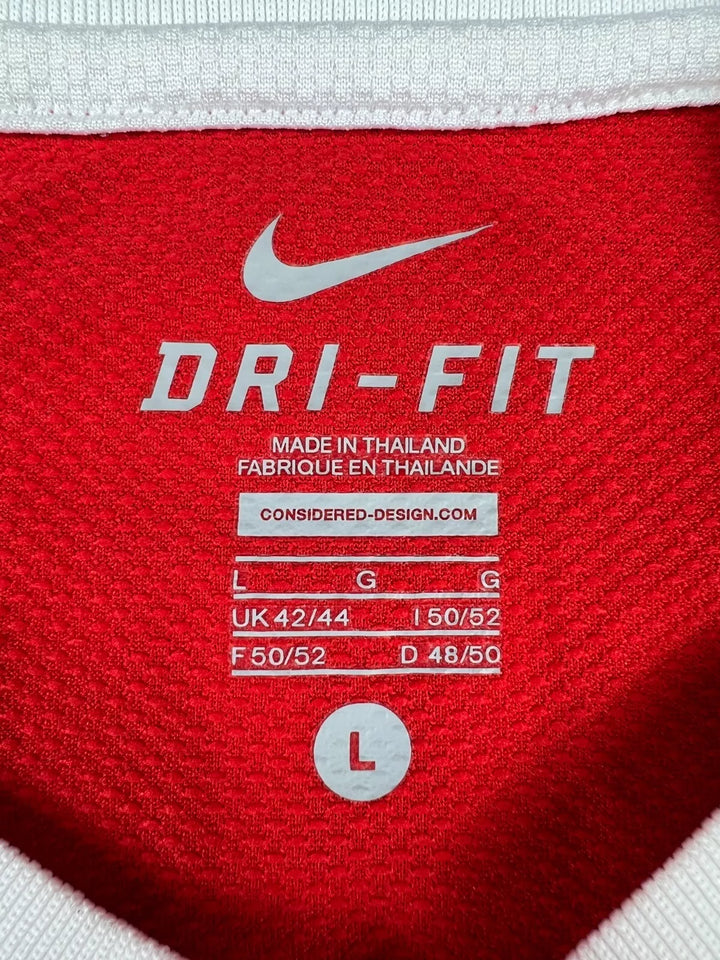 DRI-FIT
MADE IN THAILAND
FABRIQUE EN THAILANDE
CONSIDERED-DESIGN.COM
L G G
UK 42/44 I 50/52
F 50/52 D 48/50
L